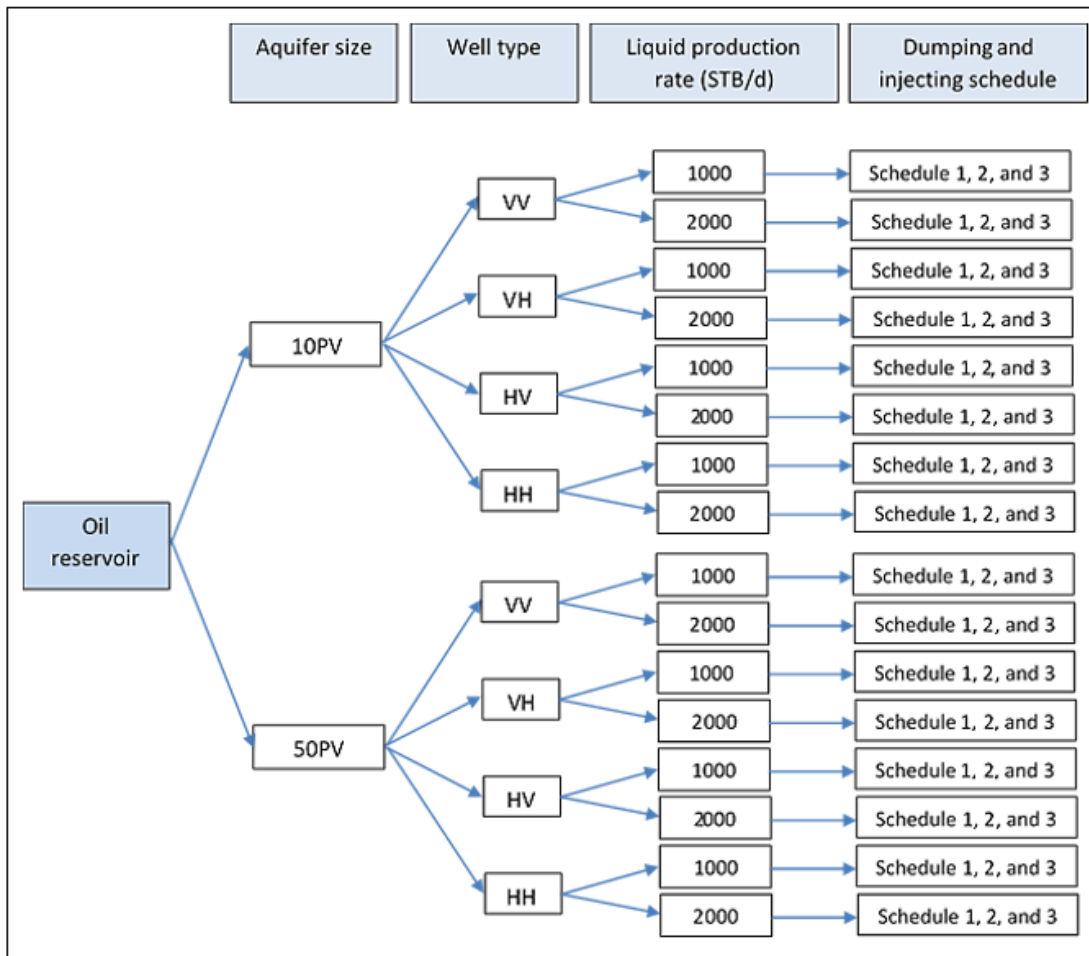 Aquifer size
Well type
Liquid production
rate (STB/d)
Dumping and
injecting schedule
Oil
reservoir
10PV
VV
1000
Schedule 1, 2, and 3
2000
Schedule 1, 2, and 3
VH
1000
Schedule 1, 2, and 3
2000
Schedule 1, 2, and 3
HV
1000
Schedule 1, 2, and 3
2000
Schedule 1, 2, and 3
HH
1000
Schedule 1, 2, and 3
2000
Schedule 1, 2, and 3
50PV
VV
1000
Schedule 1, 2, and 3
2000
Schedule 1, 2, and 3
VH
1000
Schedule 1, 2, and 3
2000
Schedule 1, 2, and 3
HV
1000
Schedule 1, 2, and 3
2000
Schedule 1, 2, and 3
HH
1000
Schedule 1, 2, and 3
2000
Schedule 1, 2, and 3